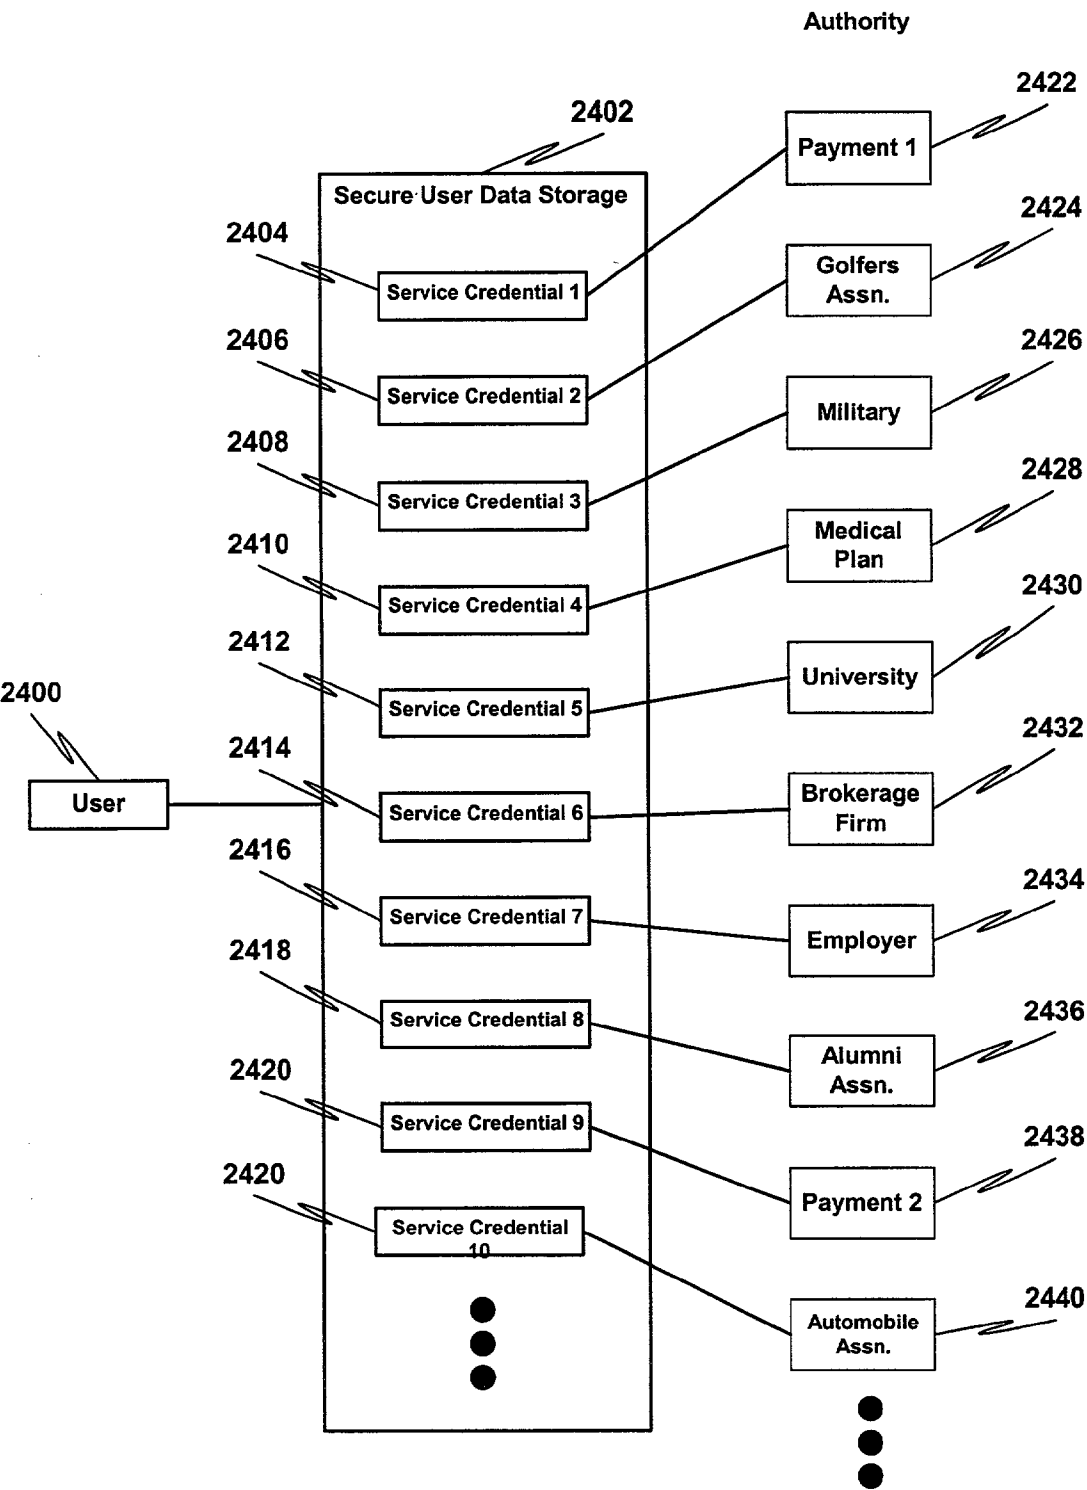 Authority
2422
2402
Payment 1
Secure User Data Storage
2424
2404
Golfers
Assn.
Service Credential 1
2406
2426
Service Credential 2
Military
2408
2428
Service Credential 3
Medical
Plan
2410
2430
Service Credential 4
2412
University
2400
Service Credential 5
2432
2414
User
Brokerage
Firm
Service Credential 6
2416
2434
Service Credential 7
Employer
2418
2436
Service Credential 8
Alumni
Assn.
2420
2438
Service Credential 9
2420
Payment 2
Service Credential
10
2440
Automobile
Assn.